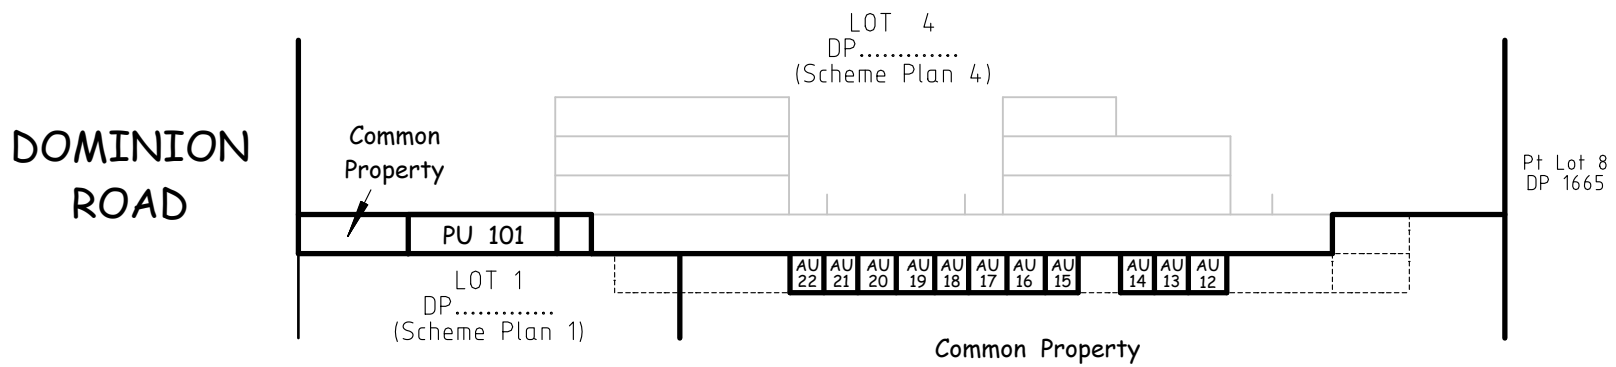 LOT 4
DP.............
(Scheme Plan 4)
DOMINION
ROAD
Common
Property
Pt Lot 8
DP 1665
PU 101
LOT 1
DP.............
(Scheme Plan 1)
AU
22
AU
21
AU
20
AU
19
AU
18
AU
17
AU
16
AU
15
AU
14
AU
13
AU
12
Common Property